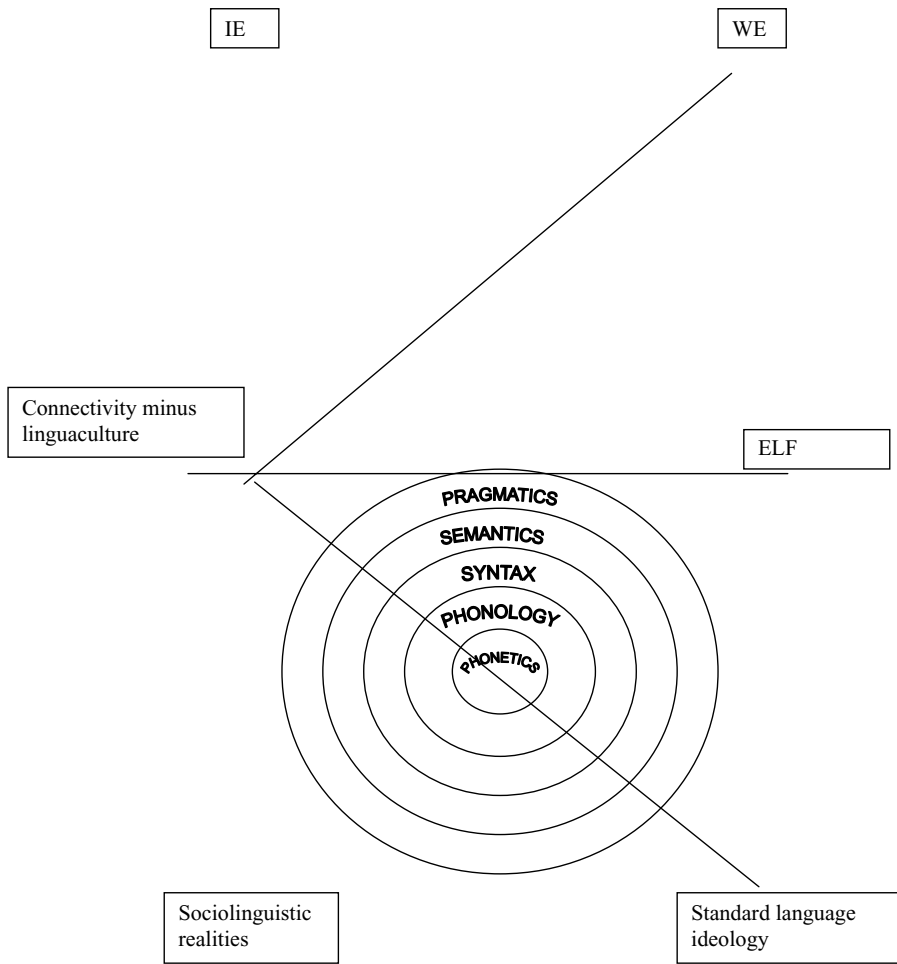 IE
WE
Connectivity minus
linguaculture
ELF
PRAGMATICS
SEMANTICS
SYNTAX
PHONOLOGY
PHONETICS
Sociolinguistic
realities
Standard language
ideology